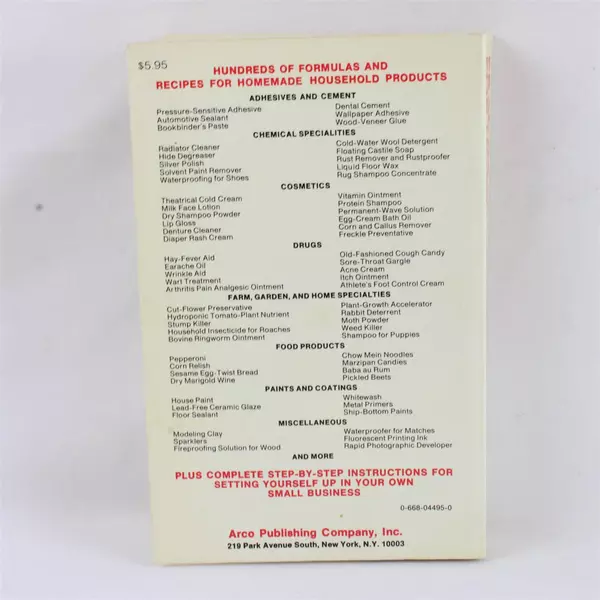 $5.95
HUNDREDS OF FORMULAS AND
RECIPES FOR HOMEMADE HOUSEHOLD PRODUCTS
ADHESIVES AND CEMENT
Pressure-Sensitive Adhesive
Automotive Sealant
Bookbinder's Paste
Dental Cement
Wallpaper Adhesive
Wood-Veneer Glue
CHEMICAL SPECIALITIES
Radiator Cleaner
Hide Degreaser
Silver Polish
Solvent Paint Remover
Waterproofing for Shoes
Cold-Water Wool Detergent
Floating Castile Soap
Rust Remover and Rustproofer
Liquid Floor Wax
Rug Shampoo Concentrate
COSMETICS
Theatrical Cold Cream
Milk Face Lotion
Dry Shampoo Powder
Lip Gloss
Denture Cleaner
Diaper Rash Cream
Vitamin Ointment
Protein Shampoo
Permanent-Wave Solution
Egg-Cream Bath Oil
Corn and Callus Remover
Freckle Preventative
DRUGS
Hay-Fever Aid
Earache Oil
Wrinkle Aid
Wart Treatment
Arthritis Pain Analgesic Ointment
Old-Fashioned Cough Candy
Sore-Throat Gargle
Acne Cream
Itch Ointment
Athlete's Foot Control Cream
FARM, GARDEN, AND HOME SPECIALTIES
Cut-Flower Preservative
Hydroponic Tomato-Plant Nutrient
Stump Killer
Household Insecticide for Roaches
Bovine Ringworm Ointment
Plant-Growth Accelerator
Rabbit Deterrent
Moth Powder
Weed Killer
Shampoo for Puppies
FOOD PRODUCTS
Pepperoni
Corn Relish
Sesame Egg-Twist Bread
Dry Marigold Wine
Chow Mein Noodles
Marzipan Candies
Baba au Rum
Pickled Beets
PAINTS AND COATINGS
House Paint
Lead-Free Ceramic Glaze
Floor Sealant
Whitewash
Metal Primers
Ship-Bottom Paints
MISCELLANEOUS
Modeling Clay
Sparklers
Fireproofing Solution for Wood
Waterproofer for Matches
Fluorescent Printing Ink
Rapid Photographic Developer
AND MORE
PLUS COMPLETE STEP-BY-STEP INSTRUCTIONS FOR
SETTING YOURSELF UP IN YOUR OWN
SMALL BUSINESS
0-668-04495-0
Arco Publishing Company, Inc.
219 Park Avenue South, New York, N.Y. 10003